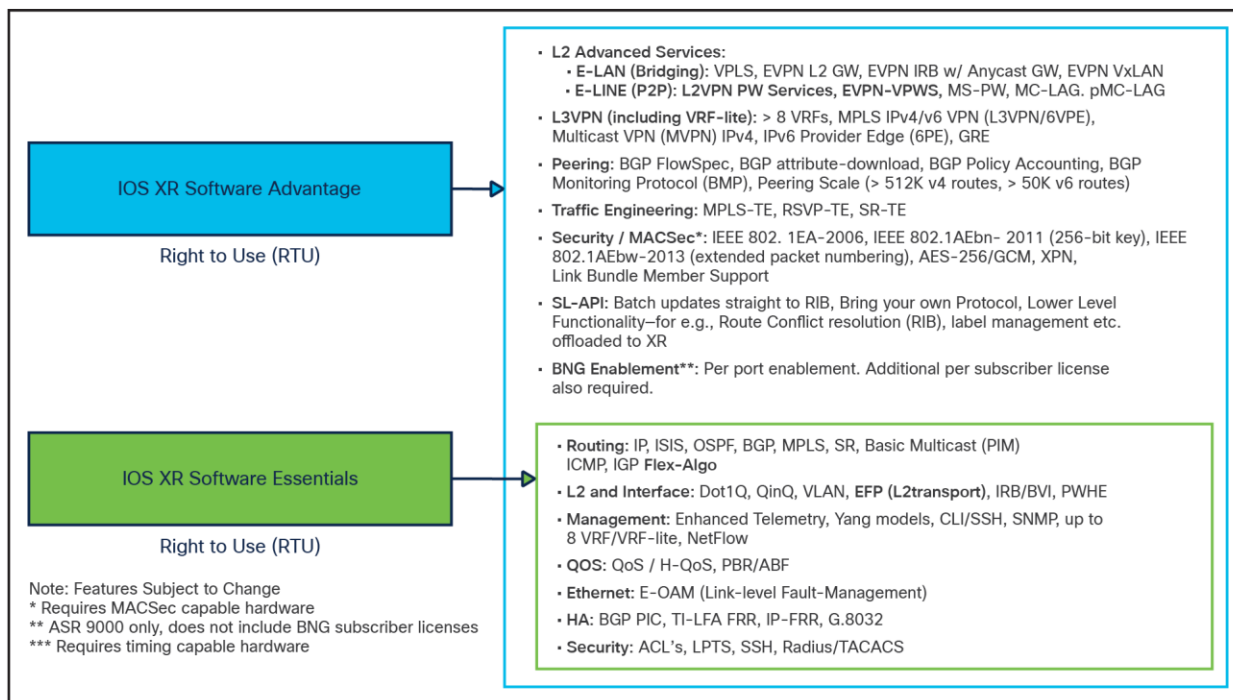 • L2 Advanced Services:
• E-LAN (Bridging): VPLS, EVPN L2 GW, EVPN IRB w/ Anycast GW, EVPN VxLAN
• E-LINE (P2P): L2VPN PW Services, EVPN-VPWS, MS-PW, MC-LAG. pMC-LAG
• L3VPN (including VRF-lite): > 8 VRFs, MPLS IPv4/v6 VPN (L3VPN/6VPE),
Multicast VPN (MVPN) IPv4, IPv6 Provider Edge (6PE), GRE
• Peering: BGP FlowSpec, BGP attribute-download, BGP Policy Accounting, BGP
Monitoring Protocol (BMP), Peering Scale (> 512K v4 routes, > 50K v6 routes)
• Traffic Engineering: MPLS-TE, RSVP-TE, SR-TE
• Security / MACSec*: IEEE 802. 1EA-2006, IEEE 802.1AEbn- 2011 (256-bit key), IEEE
802.1AEbw-2013 (extended packet numbering), AES-256/GCM, XPN,
Link Bundle Member Support
• SL-API: Batch updates straight to RIB, Bring your own Protocol, Lower Level
Functionality–for e.g., Route Conflict resolution (RIB), label management etc.
offloaded to XR
• BNG Enablement**: Per port enablement. Additional per subscriber license
also required.
IOS XR Software Advantage
Right to Use (RTU)
• Routing: IP, ISIS, OSPF, BGP, MPLS, SR, Basic Multicast (PIM)
ICMP, IGP Flex-Algo
• L2 and Interface: Dot1Q, QinQ, VLAN, EFP (L2transport), IRB/BVI, PWHE
• Management: Enhanced Telemetry, Yang models, CLI/SSH, SNMP, up to
8 VRF/VRF-lite, NetFlow
• QOS: QoS / H-QoS, PBR/ABF
• Ethernet: E-OAM (Link-level Fault-Management)
• HA: BGP PIC, TI-LFA FRR, IP-FRR, G.8032
• Security: ACL's, LPTS, SSH, Radius/TACACS
IOS XR Software Essentials
Right to Use (RTU)
Note: Features Subject to Change
* Requires MACSec capable hardware
** ASR 9000 only, does not include BNG subscriber licenses
*** Requires timing capable hardware